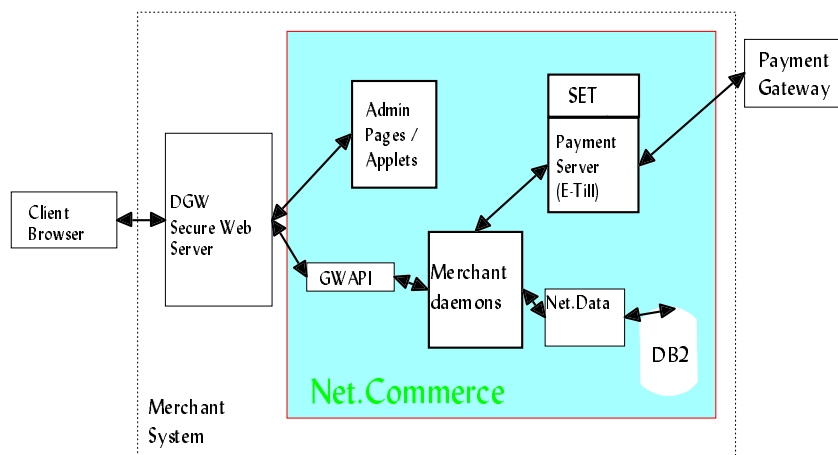 Client
Browser
DGW
Secure Web
Server
Admin
Pages /
Applets
GWAPI
Merchant
daemons
SET
Payment
Server
(E-Till)
Net.Data
DB2
Payment
Gateway
Net.Commerce
Merchant
System